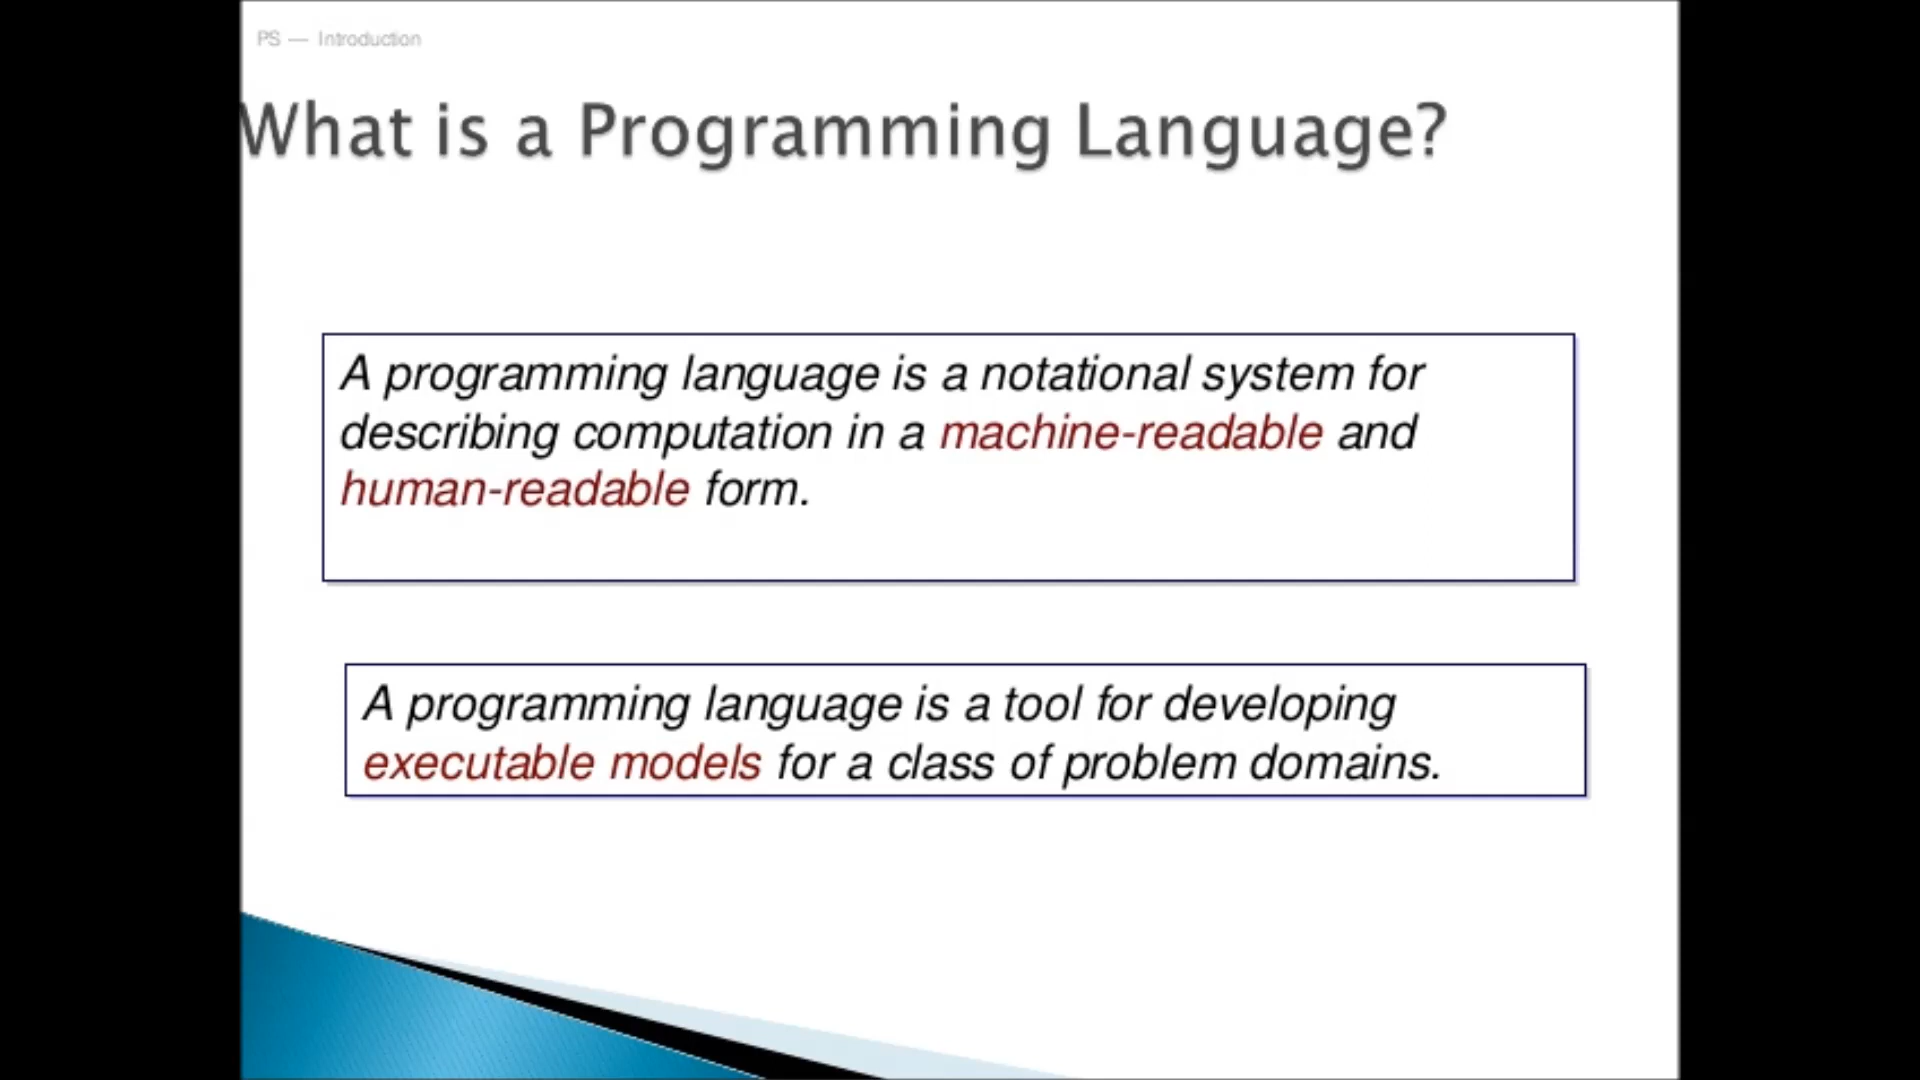 PS — Introduction
What is a Programming Language?
A programming language is a notational system for
describing computation in a machine-readable and
human-readable form.
A programming language is a tool for developing
executable models for a class of problem domains.